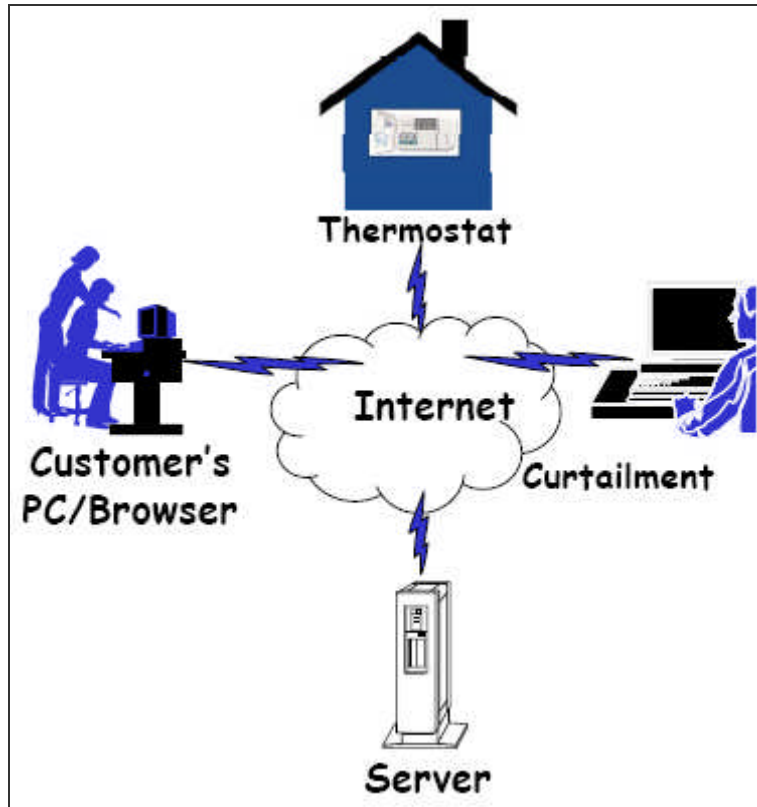 Thermostat
Internet
Customer's
PC/Browser
Curtailment
Server